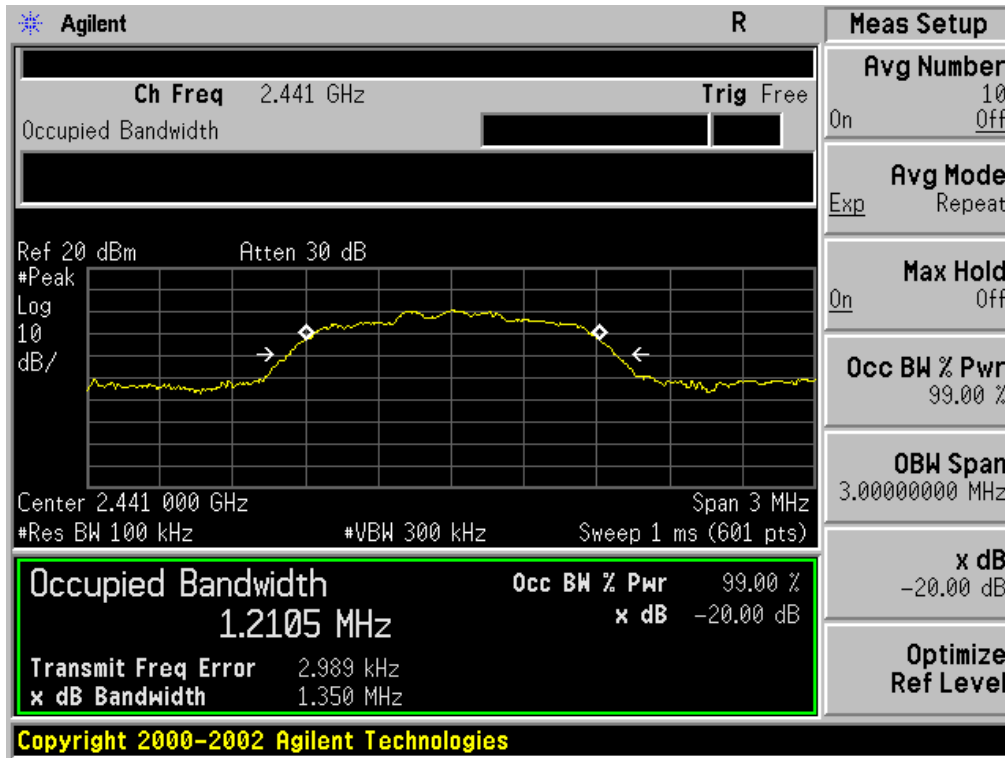 Agilent R Meas Setup
Ch Freq 2.441 GHz Trig Free
Occupied Bandwidth
Ref 20 dBm Atten 30 dB
#Peak
Log
10
dB/
Center 2.441 000 GHz Span 3 MHz
#Res BW 100 kHz #VBW 300 kHz Sweep 1 ms (601 pts)
Occupied Bandwidth Occ BW % Pwr 99.00 %
1.2105 MHz x dB -20.00 dB
Transmit Freq Error 2.989 kHz
x dB Bandwidth 1.350 MHz
Copyright 2000-2002 Agilent Technologies
Avg Number
10
On Off
Avg Mode
Exp Repeat
Max Hold
On Off
Occ BW % Pwr
99.00 %
OBW Span
3.00000000 MHz
x dB
-20.00 dB
Optimize
Ref Level